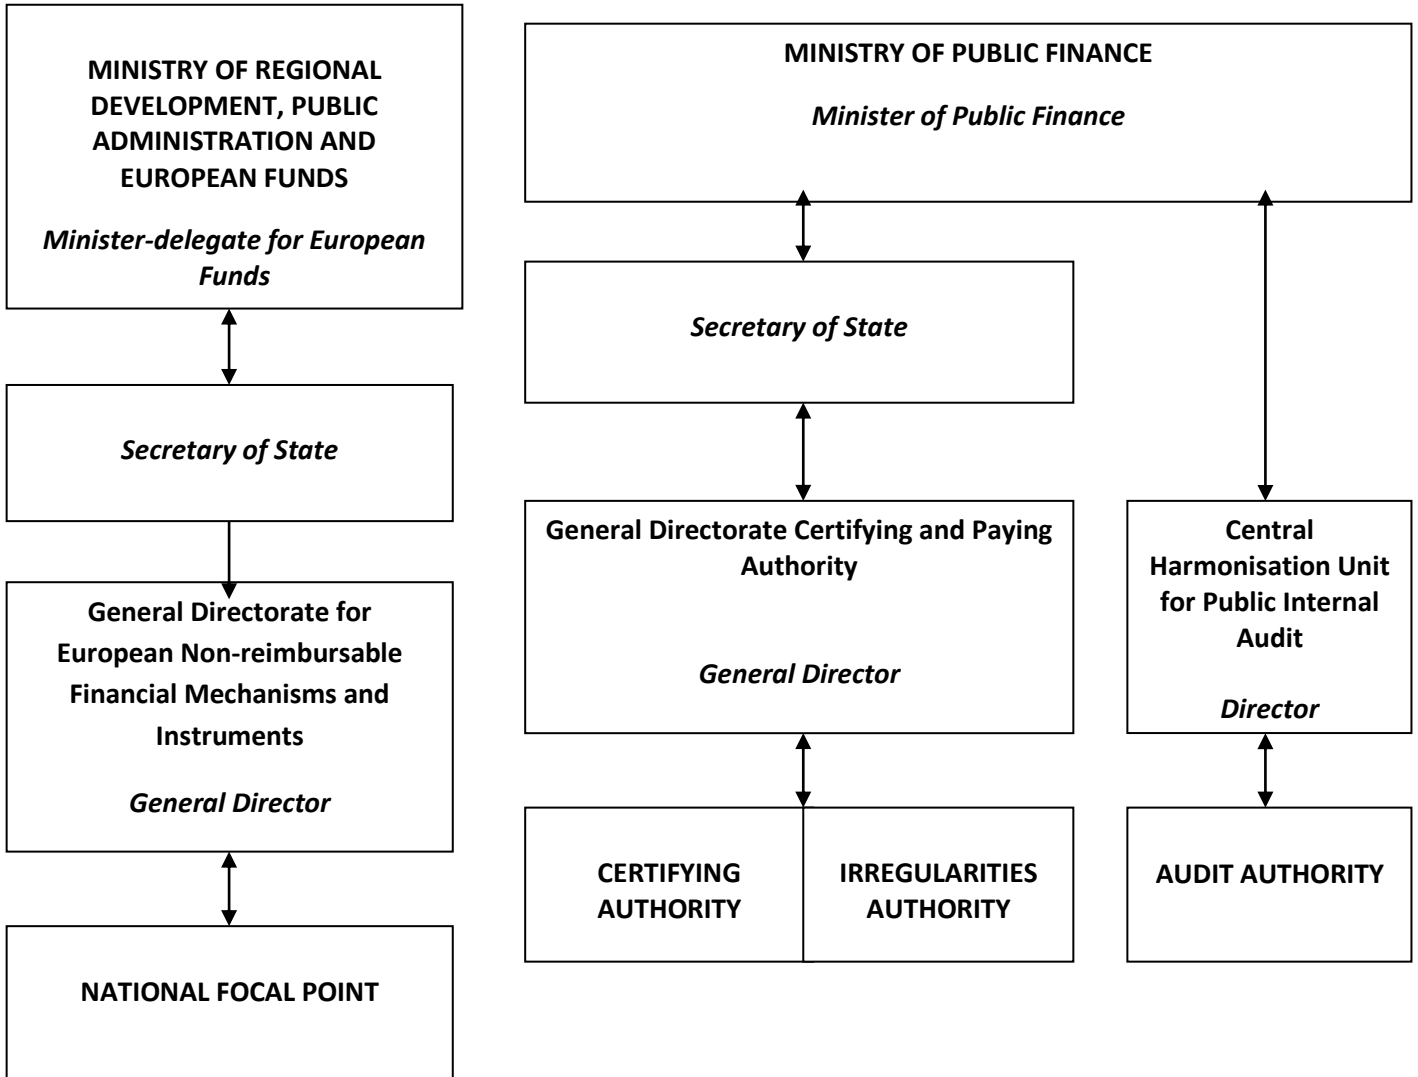 MINISTRY OF REGIONAL
DEVELOPMENT, PUBLIC
ADMINISTRATION AND
EUROPEAN FUNDS
Minister-delegate for European
Funds
Secretary of State
General Directorate for
European Non-reimbursable
Financial Mechanisms and
Instruments
General Director
NATIONAL FOCAL POINT
MINISTRY OF PUBLIC FINANCE
Minister of Public Finance
Secretary of State
General Directorate Certifying and Paying
Authority
General Director
CERTIFYING
AUTHORITY
IRREGULARITIES
AUTHORITY
Central
Harmonisation Unit
for Public Internal
Audit
Director
AUDIT AUTHORITY